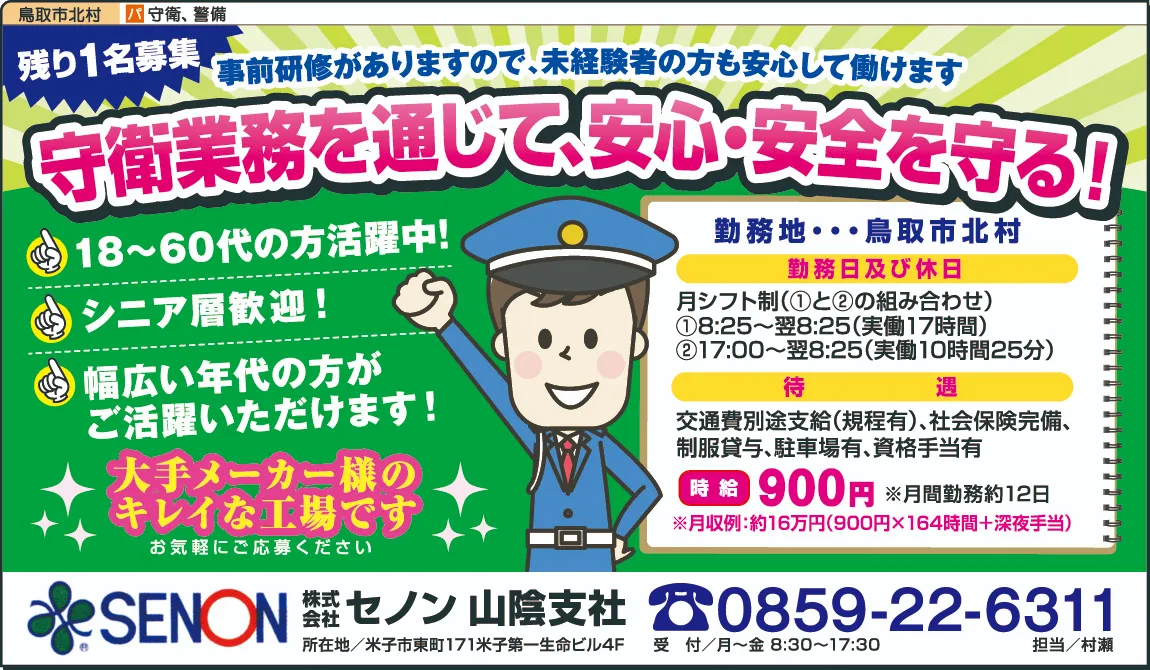 鳥取市北村 パ 守衛、警備
残り1名募集
事前研修がありますので、未経験者の方も安心して働けます
守衛業務を通じて、安心・安全を守る!
18〜60代の方活躍中!
シニア層歓迎!
幅広い年代の方が
ご活躍いただけます!
大手メーカー様の
キレイな工場です
お気軽にご応募ください
勤務地・・・鳥取市北村
勤務日及び休日
月シフト制(①と②の組み合わせ)
①8:25〜翌8:25(実働17時間)
②17:00〜翌8:25(実働10時間25分)
待遇
交通費別途支給(規程有)、社会保険完備、
制服貸与、駐車場有、資格手当有
時給 900円 ※月間勤務約12日
※月収例:約16万円(900円×164時間+深夜手当)
® SENON
株式会社 セノン 山陰支社
所在地/米子市東町171米子第一生命ビル4F
☎0859-22-6311
受 付/月〜金 8:30〜17:30 担当/村瀬